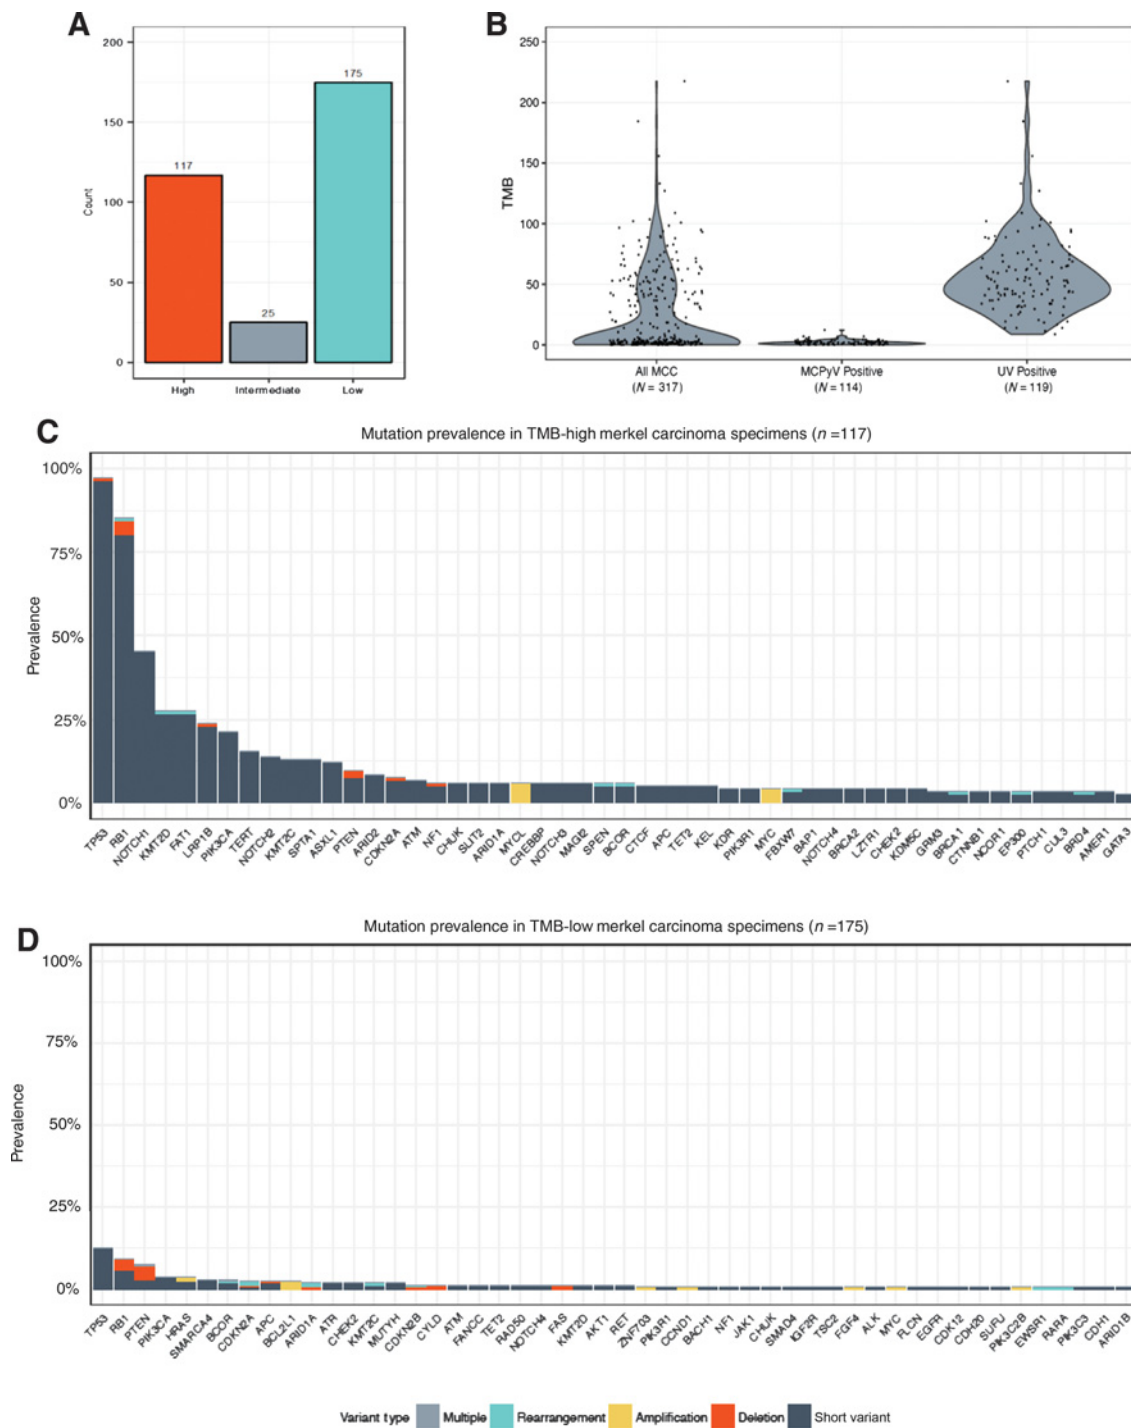 A
200
150
100
50
0
Count
117
25
175
High
Intermediate
Low
B
250
200
150
100
50
0
TMB
All MCC
(N = 317)
MCPyV Positive
(N = 114)
UV Positive
(N = 119)
C
Mutation prevalence in TMB-high merkel carcinoma specimens (n =117)
100%
75%
50%
25%
0%
Prevalence
TP53
RB1
NOTCH1
KMT2D
FAT1
LRP1B
PIK3CA
TERT
NOTCH2
KMT2C
SPTA1
ASXL1
PTEN
ARID2
CDKN2A
ATM
NF1
CHUK
SLIT2
ARID1A
MYCL
CREBBP
NOTCH3
MAGI2
SPEN
BCOR
CTCF
APC
TET2
KEL
KDR
PIK3R1
MYC
FBXW7
BAP1
NOTCH4
BRCA2
LZTR1
CHEK2
KDM5C
GRM3
BRCA1
CTNNB1
NCOR1
EP300
PTCH1
CUL3
BRD4
AMER1
GATA3
D
Mutation prevalence in TMB-low merkel carcinoma specimens (n =175)
100%
75%
50%
25%
0%
Prevalence
TP53
RB1
PTEN
PIK3CA
HRAS
SMARCA4
BCOR
CDKN2A
APC
BCL2L1
ARID1A
ATR
CHEK2
KMT2C
MUTYH
CDKN2B
CYLD
ATM
FANCC
TET2
RAD50
NOTCH4
FAS
KMT2D
AKT1
RET
ZNF703
PIK3R1
CCND1
BACH1
NF1
JAK1
CHUK
SMAD4
IGF2R
TSC2
FGF4
ALK
MYC
FLCN
EGFR
CDK12
CDH20
SUFU
PIK3C2B
EWSR1
RARA
PIK3C3
CDH1
ARID1B
Variant type Multiple Rearrangement Amplification Deletion Short variant